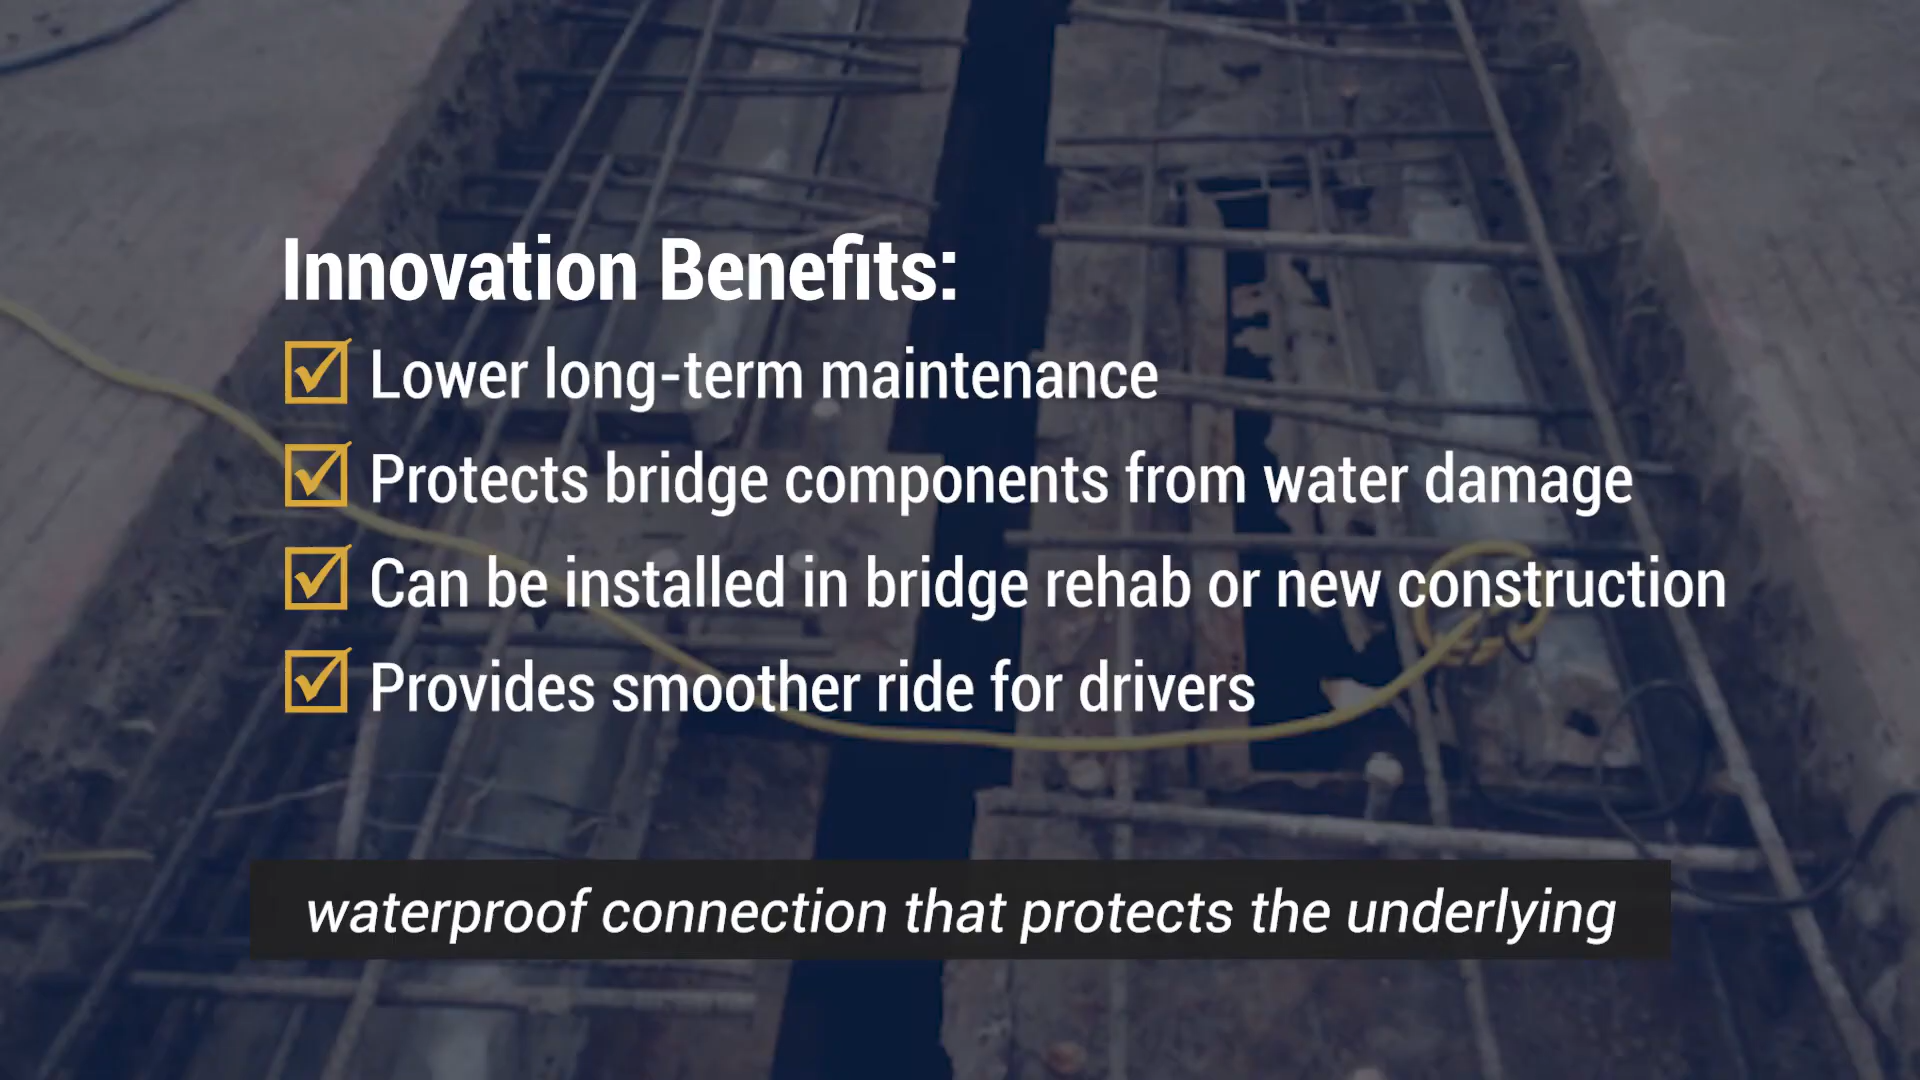 Innovation Benefits:
Lower long-term maintenance
Protects bridge components from water damage
Can be installed in bridge rehab or new construction
Provides smoother ride for drivers
waterproof connection that protects the underlying